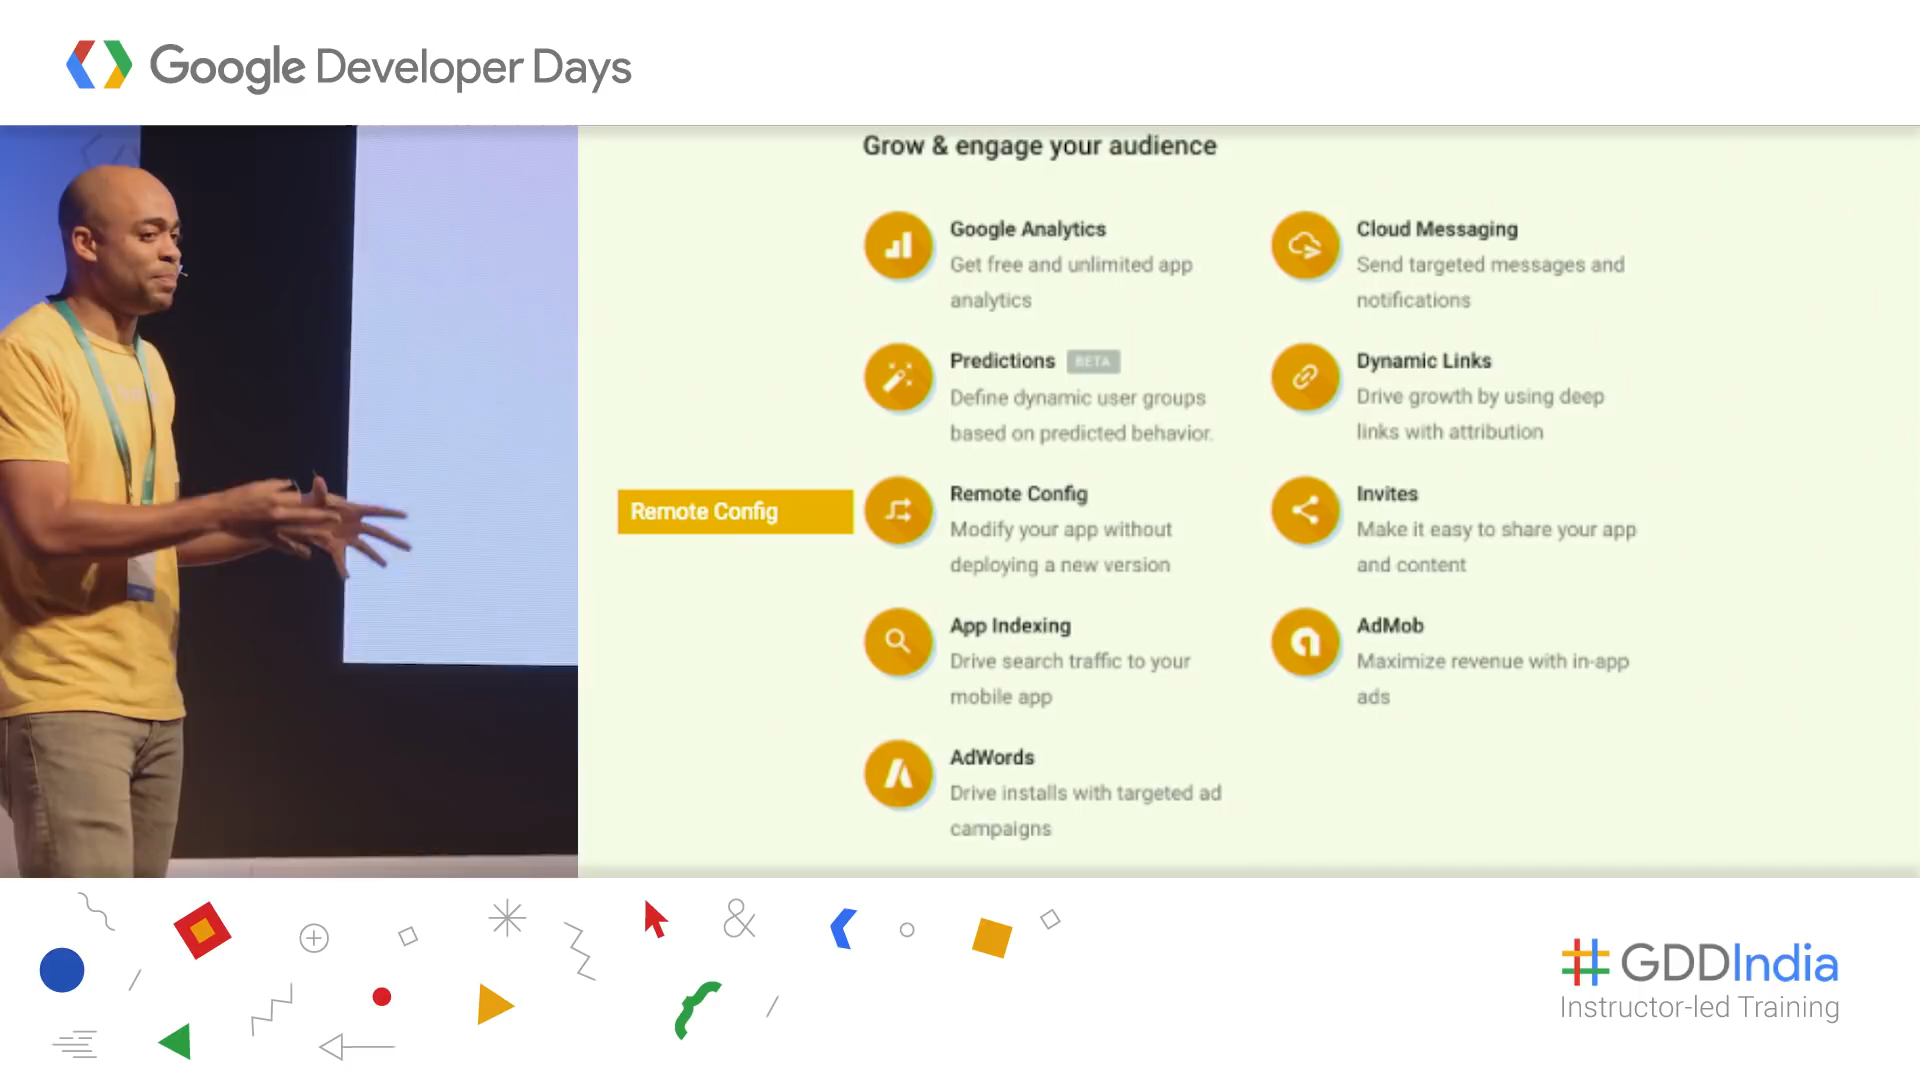 Google Developer Days
Grow & engage your audience
Google Analytics
Get free and unlimited app
analytics
Cloud Messaging
Send targeted messages and
notifications
Predictions BETA
Define dynamic user groups
based on predicted behavior.
Dynamic Links
Drive growth by using deep
links with attribution
Remote Config
Remote Config
Modify your app without
deploying a new version
Invites
Make it easy to share your app
and content
App Indexing
Drive search traffic to your
mobile app
AdMob
Maximize revenue with in-app
ads
AdWords
Drive installs with targeted ad
campaigns
&
#GDDIndia
Instructor-led Training